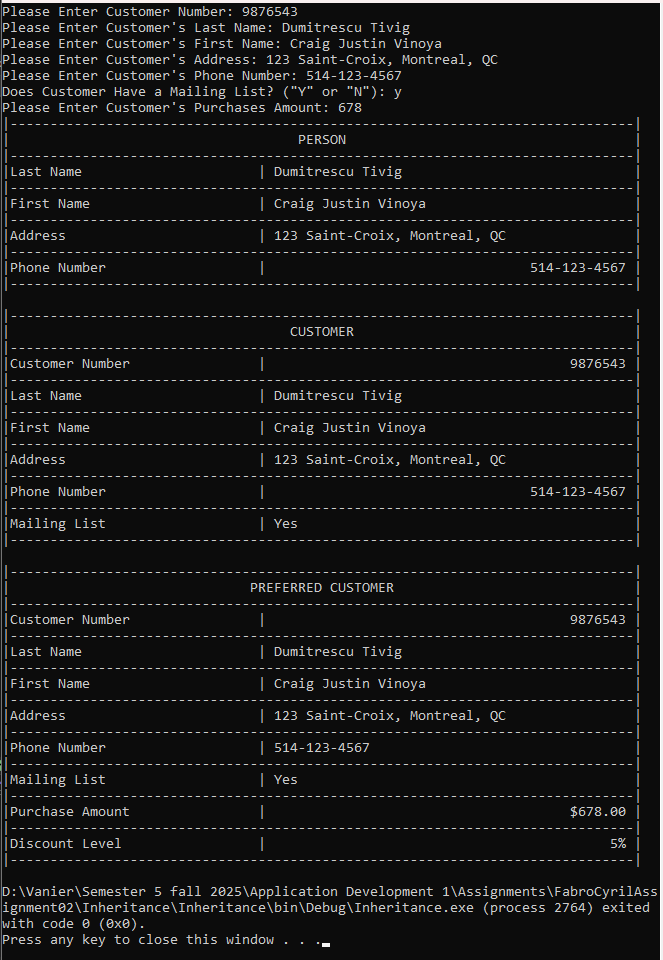 Please Enter Customer Number: 9876543
Please Enter Customer's Last Name: Dumitrescu Tivig
Please Enter Customer's First Name: Craig Justin Vinoya
Please Enter Customer's Address: 123 Saint-Croix, Montreal, QC
Please Enter Customer's Phone Number: 514-123-4567
Does Customer Have a Mailing List? ("Y" or "N"): y
Please Enter Customer's Purchases Amount: 678
|------------------------------------------------------------------------------|
| PERSON |
|------------------------------------------------------------------------------|
|Last Name | Dumitrescu Tivig |
|------------------------------------------------------------------------------|
|First Name | Craig Justin Vinoya |
|------------------------------------------------------------------------------|
|Address | 123 Saint-Croix, Montreal, QC |
|------------------------------------------------------------------------------|
|Phone Number | 514-123-4567 |
|------------------------------------------------------------------------------|
|------------------------------------------------------------------------------|
| CUSTOMER |
|------------------------------------------------------------------------------|
|Customer Number | 9876543 |
|------------------------------------------------------------------------------|
|Last Name | Dumitrescu Tivig |
|------------------------------------------------------------------------------|
|First Name | Craig Justin Vinoya |
|------------------------------------------------------------------------------|
|Address | 123 Saint-Croix, Montreal, QC |
|------------------------------------------------------------------------------|
|Phone Number | 514-123-4567 |
|------------------------------------------------------------------------------|
|Mailing List | Yes |
|------------------------------------------------------------------------------|
|------------------------------------------------------------------------------|
| PREFERRED CUSTOMER |
|------------------------------------------------------------------------------|
|Customer Number | 9876543 |
|------------------------------------------------------------------------------|
|Last Name | Dumitrescu Tivig |
|------------------------------------------------------------------------------|
|First Name | Craig Justin Vinoya |
|------------------------------------------------------------------------------|
|Address | 123 Saint-Croix, Montreal, QC |
|------------------------------------------------------------------------------|
|Phone Number | 514-123-4567 |
|------------------------------------------------------------------------------|
|Mailing List | Yes |
|------------------------------------------------------------------------------|
|Purchase Amount | $678.00 |
|------------------------------------------------------------------------------|
|Discount Level | 5% |
|------------------------------------------------------------------------------|
D:\Vanier\Semester 5 fall 2025\Application Development 1\Assignments\FabroCyrilAss
ignment02\Inheritance\Inheritance\bin\Debug\Inheritance.exe (process 2764) exited
with code 0 (0x0).
Press any key to close this window . . .